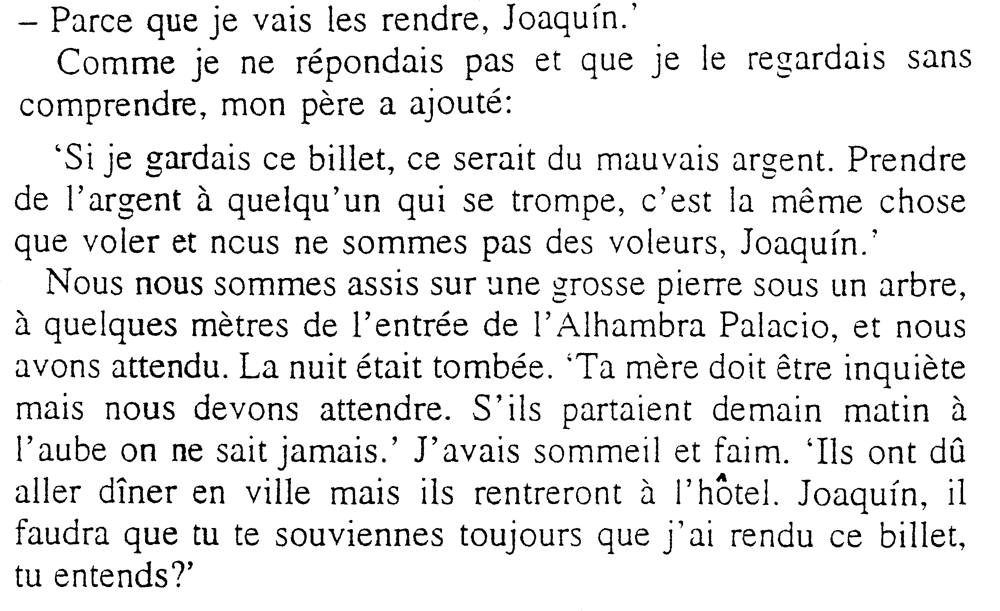 – Parce que je vais les rendre, Joaquín.’
Comme je ne répondais pas et que je le regardais sans
comprendre, mon père a ajouté:
‘Si je gardais ce billet, ce serait du mauvais argent. Prendre
de l’argent à quelqu’un qui se trompe, c’est la même chose
que voler et nous ne sommes pas des voleurs, Joaquín.’
Nous nous sommes assis sur une grosse pierre sous un arbre,
à quelques mètres de l’entrée de l’Alhambra Palacio, et nous
avons attendu. La nuit était tombée. ‘Ta mère doit être inquiète
mais nous devons attendre. S’ils partaient demain matin à
l’aube on ne sait jamais.’ J’avais sommeil et faim. ‘Ils ont dû
aller dîner en ville mais ils rentreront à l’hôtel. Joaquín, il
faudra que tu te souviennes toujours que j’ai rendu ce billet,
tu entends?’